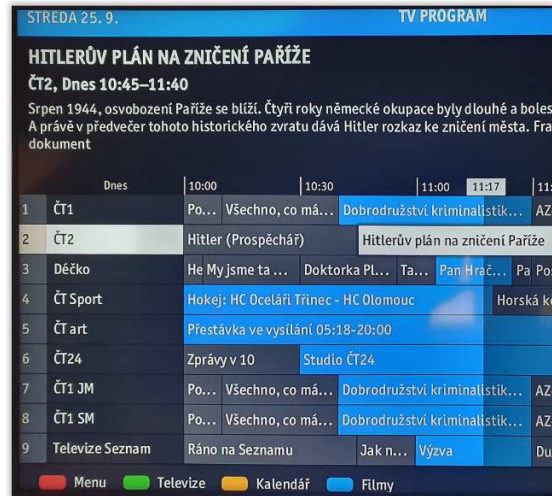 STŘEDA 25. 9. TV PROGRAM
HITLERŮV PLÁN NA ZNIČENÍ PAŘÍŽE
ČT2, Dnes 10:45–11:40
Srpen 1944, osvobození Paříže se blíží. Čtyři roky německé okupace byly dlouhé a boles
A právě v předvečer tohoto historického zvratu dává Hitler rozkaz ke zničení města. Fra
dokument
Dnes 10:00 10:30 11:00 11:17 11:
1 ČT1 Po... Všechno, co má... Dobrodružství kriminalistik... AZ
2 ČT2 Hitler (Prospěchář) Hitlerův plán na zničení Paříže
3 Déčko He My jsme ta ... Doktorka Pl... Ta... Pan Hráč... Pa Po
4 ČT Sport Hokej: HC Oceláři Třinec - HC Olomouc Horská k
5 ČT art Přestávka ve vysílání 05:18-20:00
6 ČT24 Zprávy v 10 Studio ČT24
7 ČT1 JM Po... Všechno, co má... Dobrodružství kriminalistik... AZ
8 ČT1 SM Po... Všechno, co má... Dobrodružství kriminalistik... AZ
9 Televize Seznam Ráno na Seznamu Jak n... Výzva Du
Menu Televize Kalendář Filmy